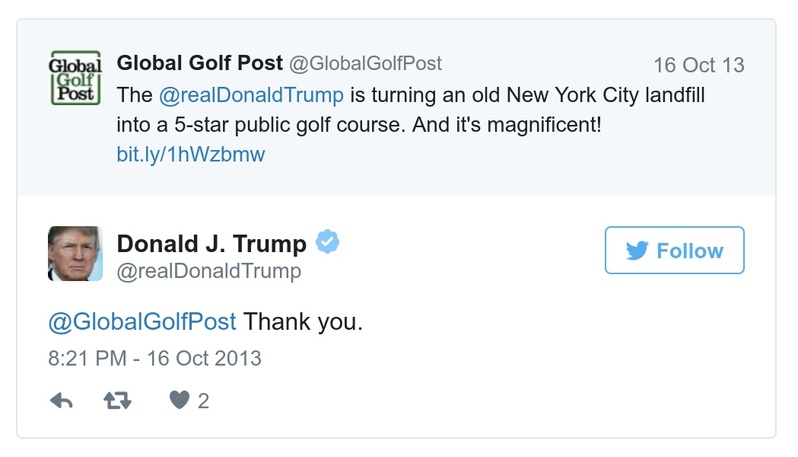 Global
Golf
Post
Global Golf Post @GlobalGolfPost 16 Oct 13
The @realDonaldTrump is turning an old New York City landfill
into a 5-star public golf course. And it's magnificent!
bit.ly/1hWzbmw
Donald J. Trump
@realDonaldTrump
Follow
@GlobalGolfPost Thank you.
8:21 PM - 16 Oct 2013
2